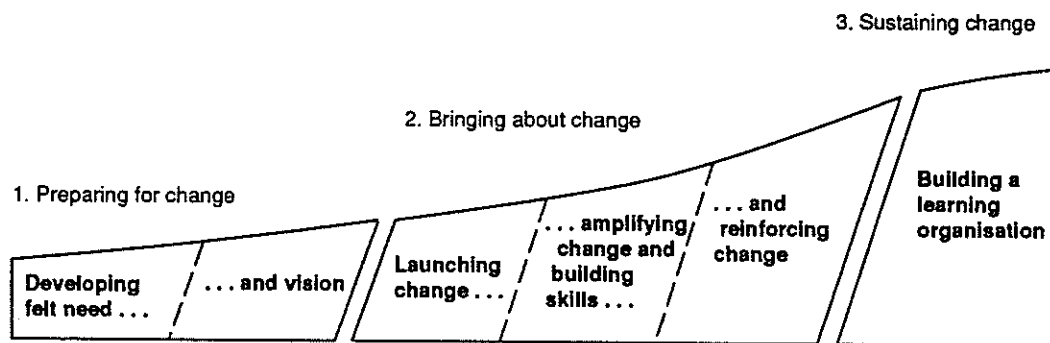 3. Sustaining change
2. Bringing about change
1. Preparing for change
Developing
felt need . . .
. . . and vision
Launching
change . . .
. . . amplifying
change and
building
skills . . .
. . . and
reinforcing
change
Building a
learning
organisation